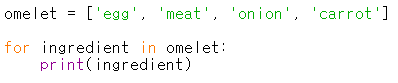 omelet = ['egg', 'meat', 'onion', 'carrot']

for ingredient in omelet:
    print(ingredient)